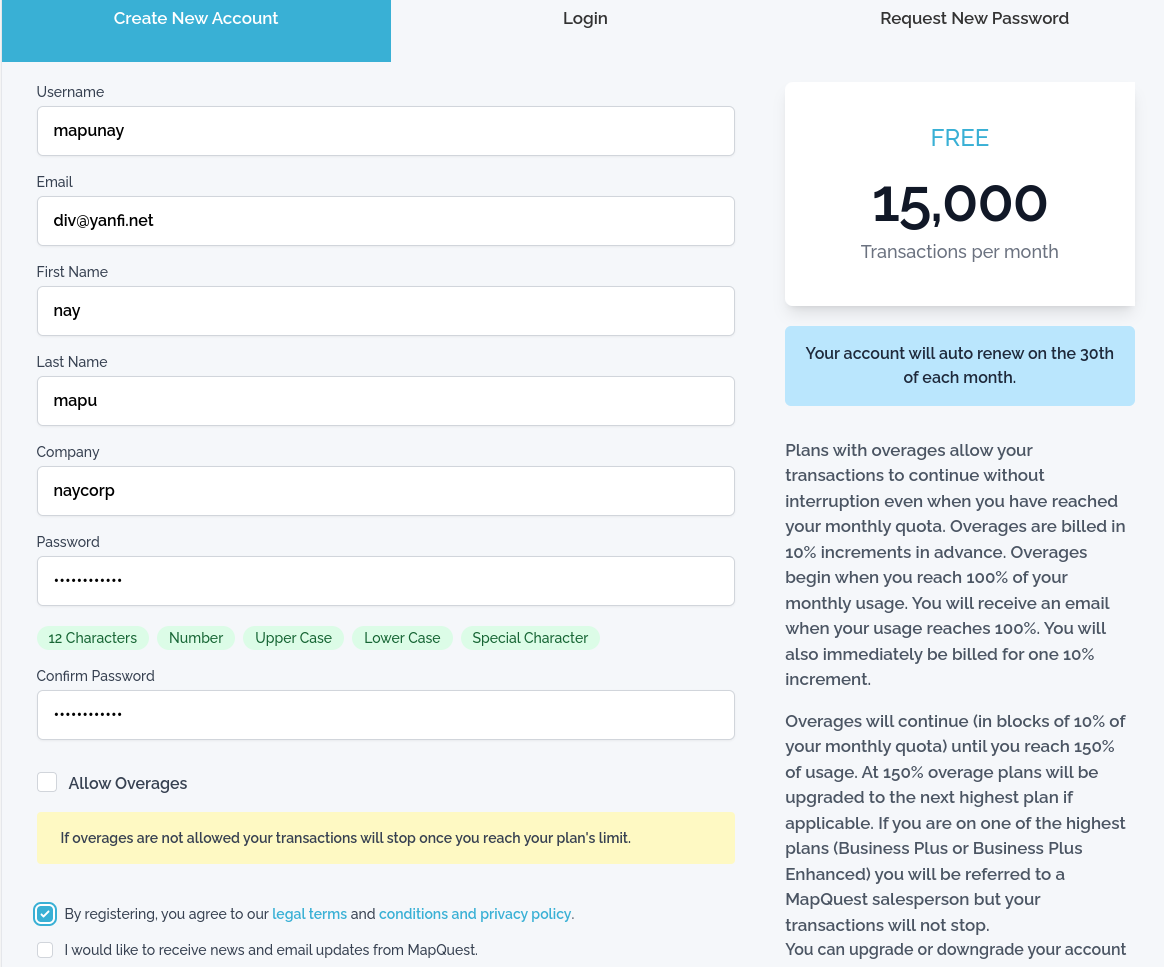 Create New Account
Login
Request New Password
Username
mapunay
Email
div@yanfi.net
First Name
nay
Last Name
mapu
Company
naycorp
Password
••••••••••••
12 Characters
Number
Upper Case
Lower Case
Special Character
Confirm Password
••••••••••••
Allow Overages
If overages are not allowed your transactions will stop once you reach your plan's limit.
By registering, you agree to our legal terms and conditions and privacy policy.
I would like to receive news and email updates from MapQuest.
FREE
15,000
Transactions per month
Your account will auto renew on the 30th
of each month.
Plans with overages allow your
transactions to continue without
interruption even when you have reached
your monthly quota. Overages are billed in
10% increments in advance. Overages
begin when you reach 100% of your
monthly usage. You will receive an email
when your usage reaches 100%. You will
also immediately be billed for one 10%
increment.
Overages will continue (in blocks of 10% of
your monthly quota) until you reach 150%
of usage. At 150% overage plans will be
upgraded to the next highest plan if
applicable. If you are on one of the highest
plans (Business Plus or Business Plus
Enhanced) you will be referred to a
MapQuest salesperson but your
transactions will not stop.
You can upgrade or downgrade your account